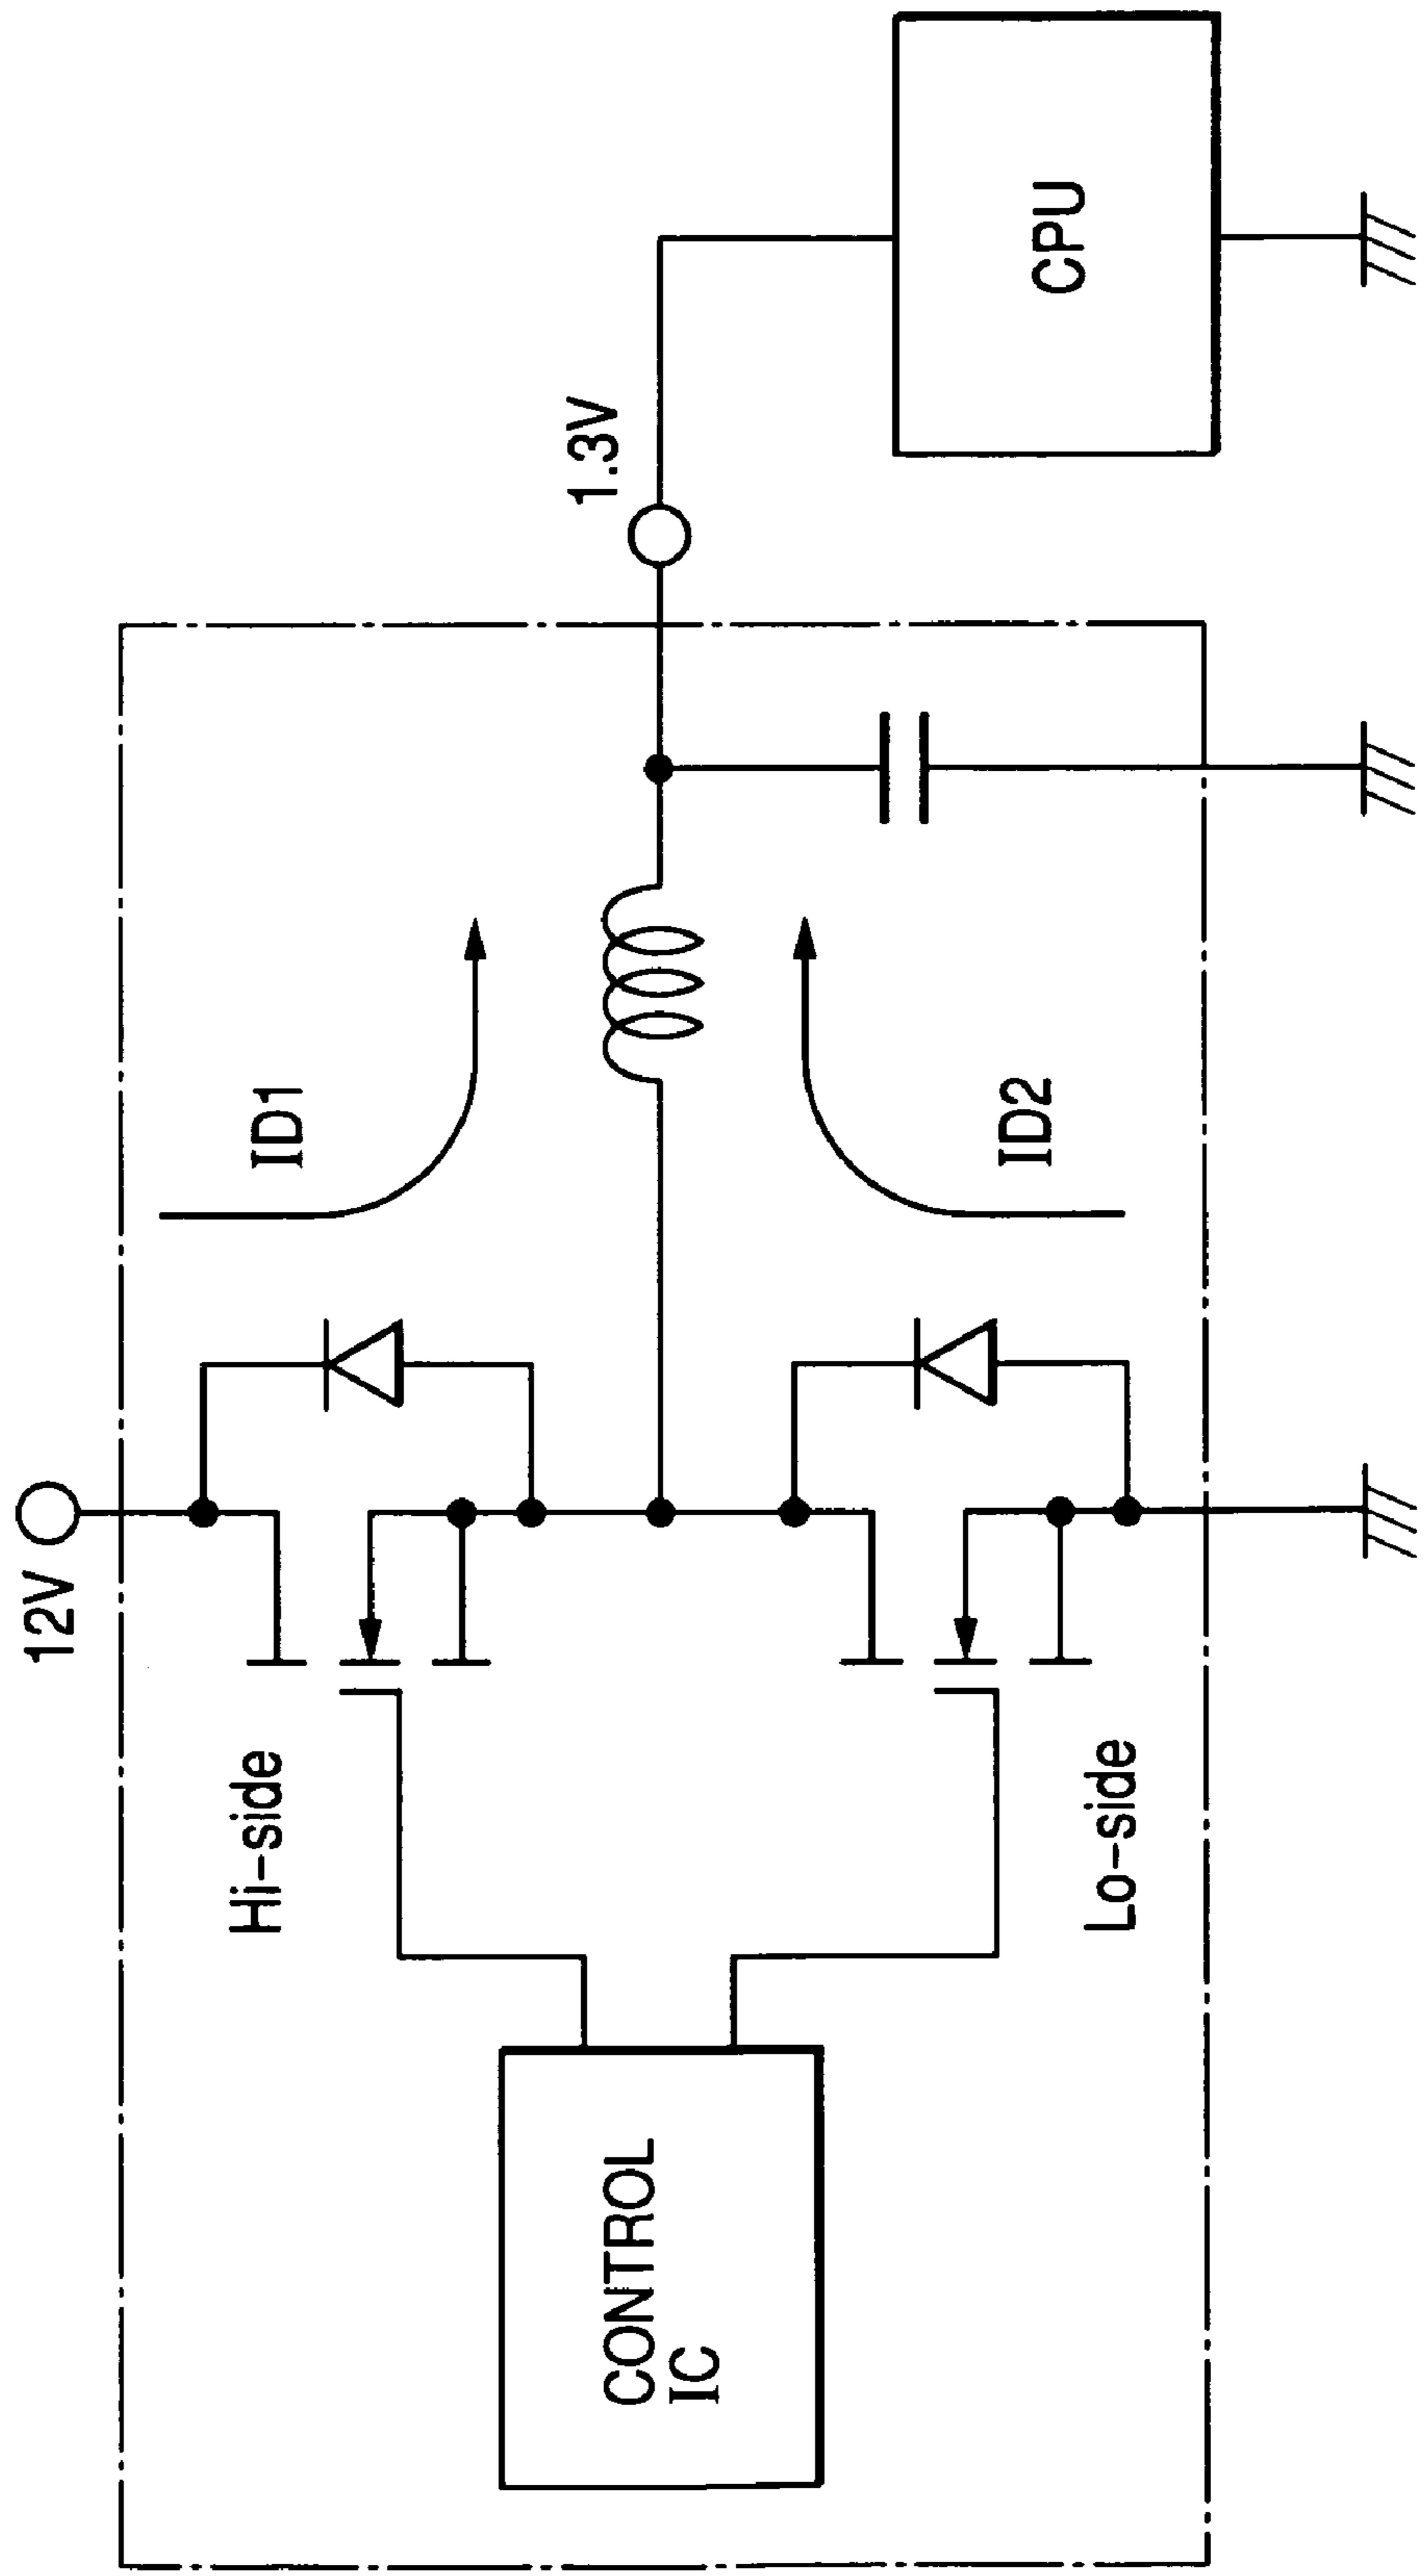 12V
Hi-side
ID1
1.3V
CONTROL
IC
ID2
Lo-side
CPU